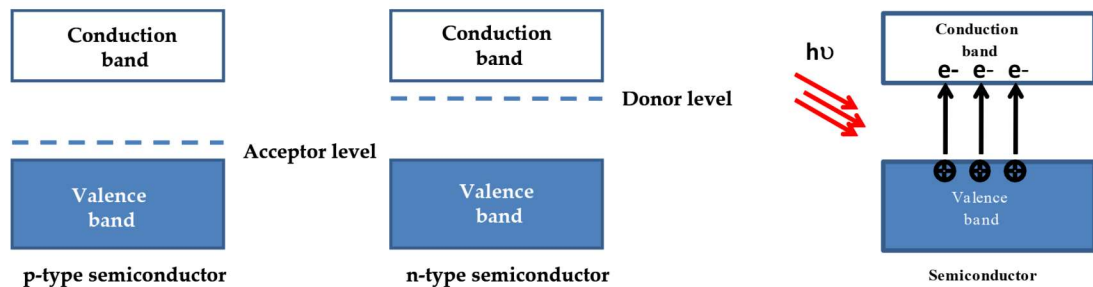 Conduction
band
Acceptor level
Valence
band
p-type semiconductor
Conduction
band
Donor level
Valence
band
n-type semiconductor
hυ
Conduction
band
e- e- e-
Valence
band
Semiconductor